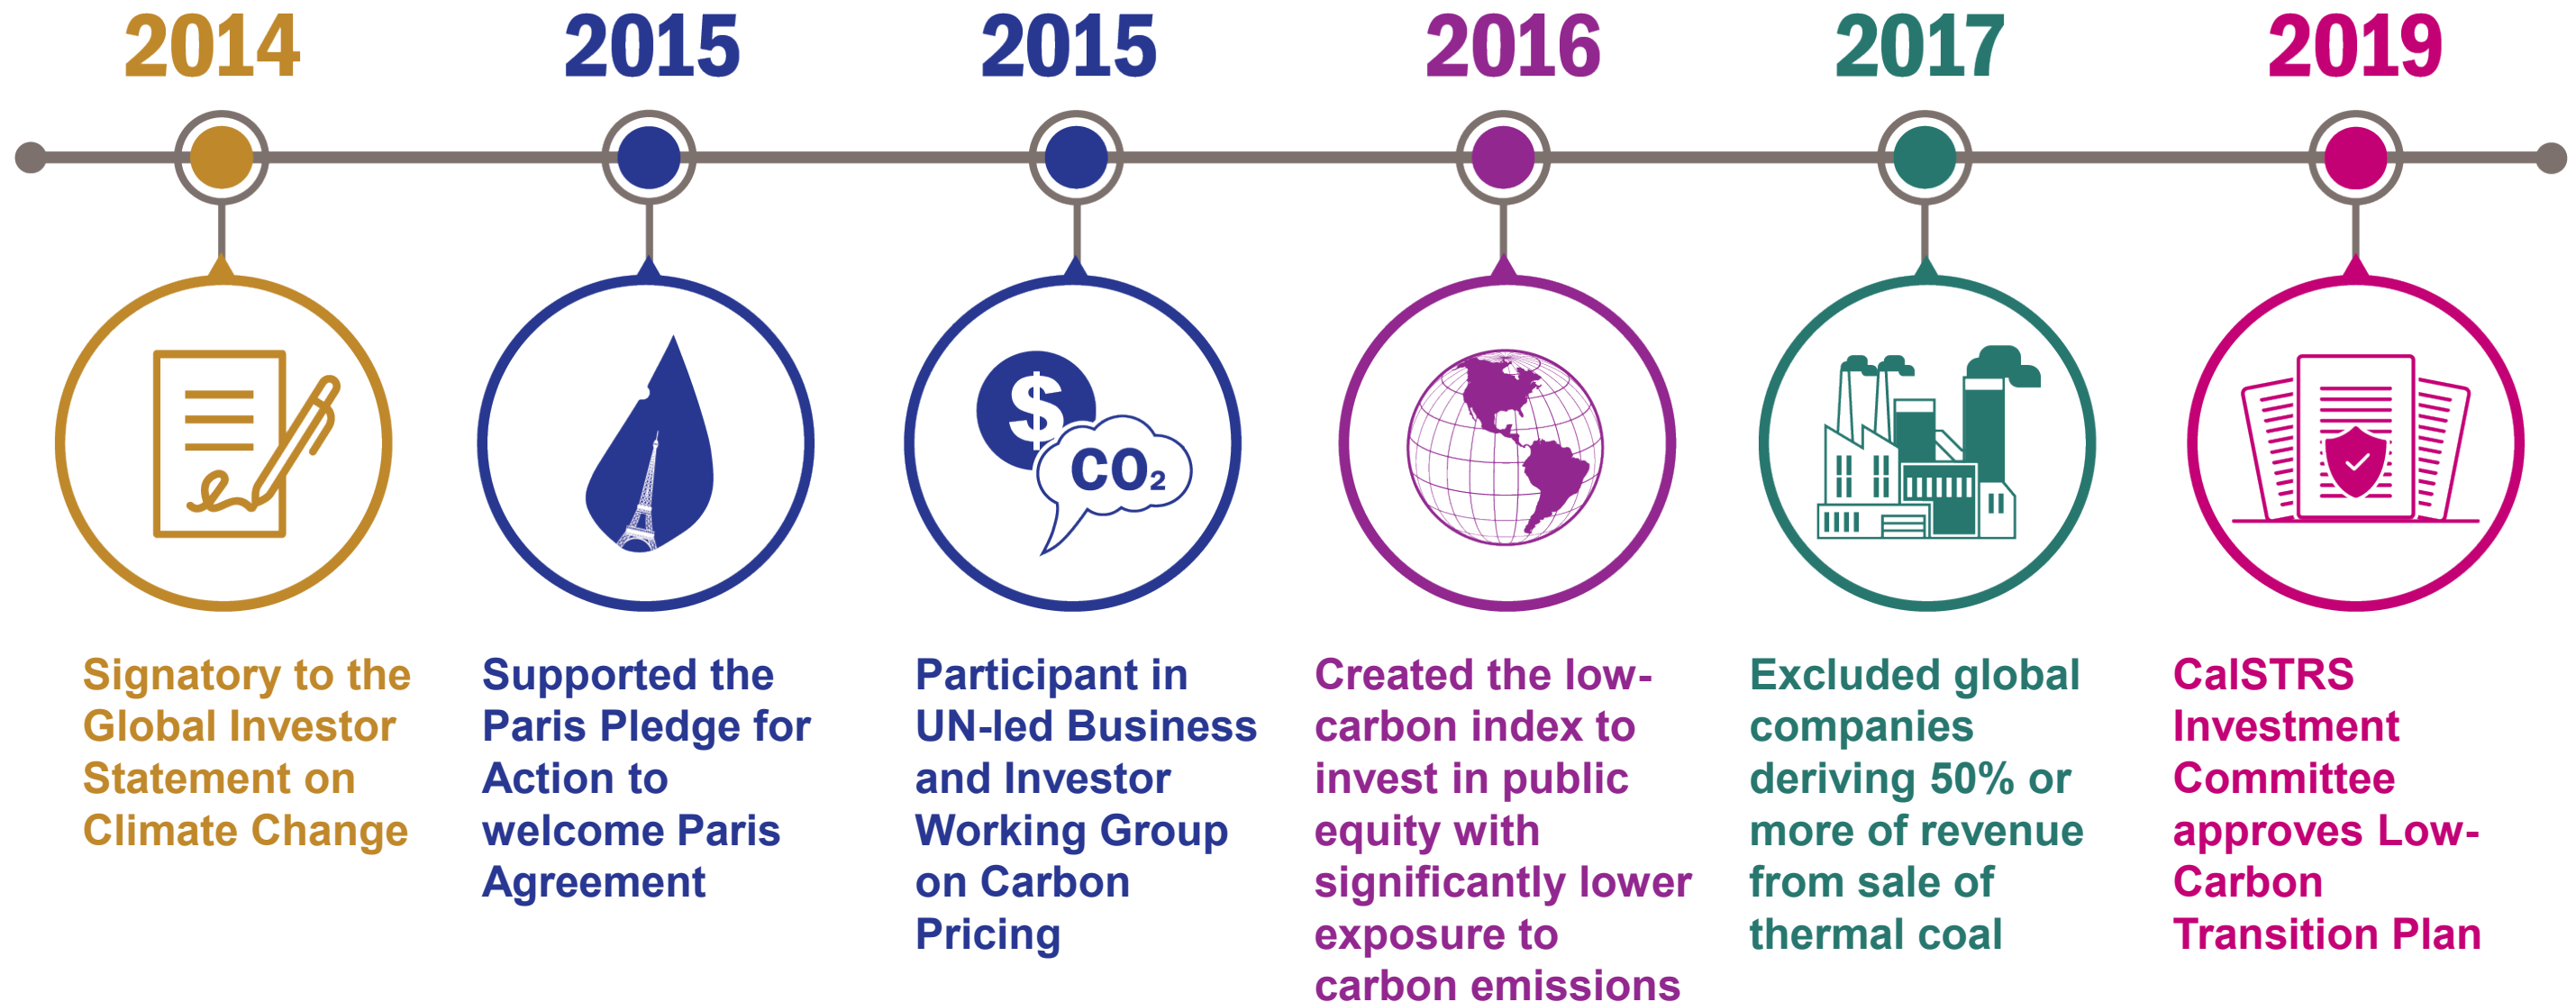 2014
2015
2015
2016
2017
2019
$
CO₂
Signatory to the
Global Investor
Statement on
Climate Change
Supported the
Paris Pledge for
Action to
welcome Paris
Agreement
Participant in
UN-led Business
and Investor
Working Group
on Carbon
Pricing
Created the low-
carbon index to
invest in public
equity with
significantly lower
exposure to
carbon emissions
Excluded global
companies
deriving 50% or
more of revenue
from sale of
thermal coal
CalSTRS
Investment
Committee
approves Low-
Carbon
Transition Plan